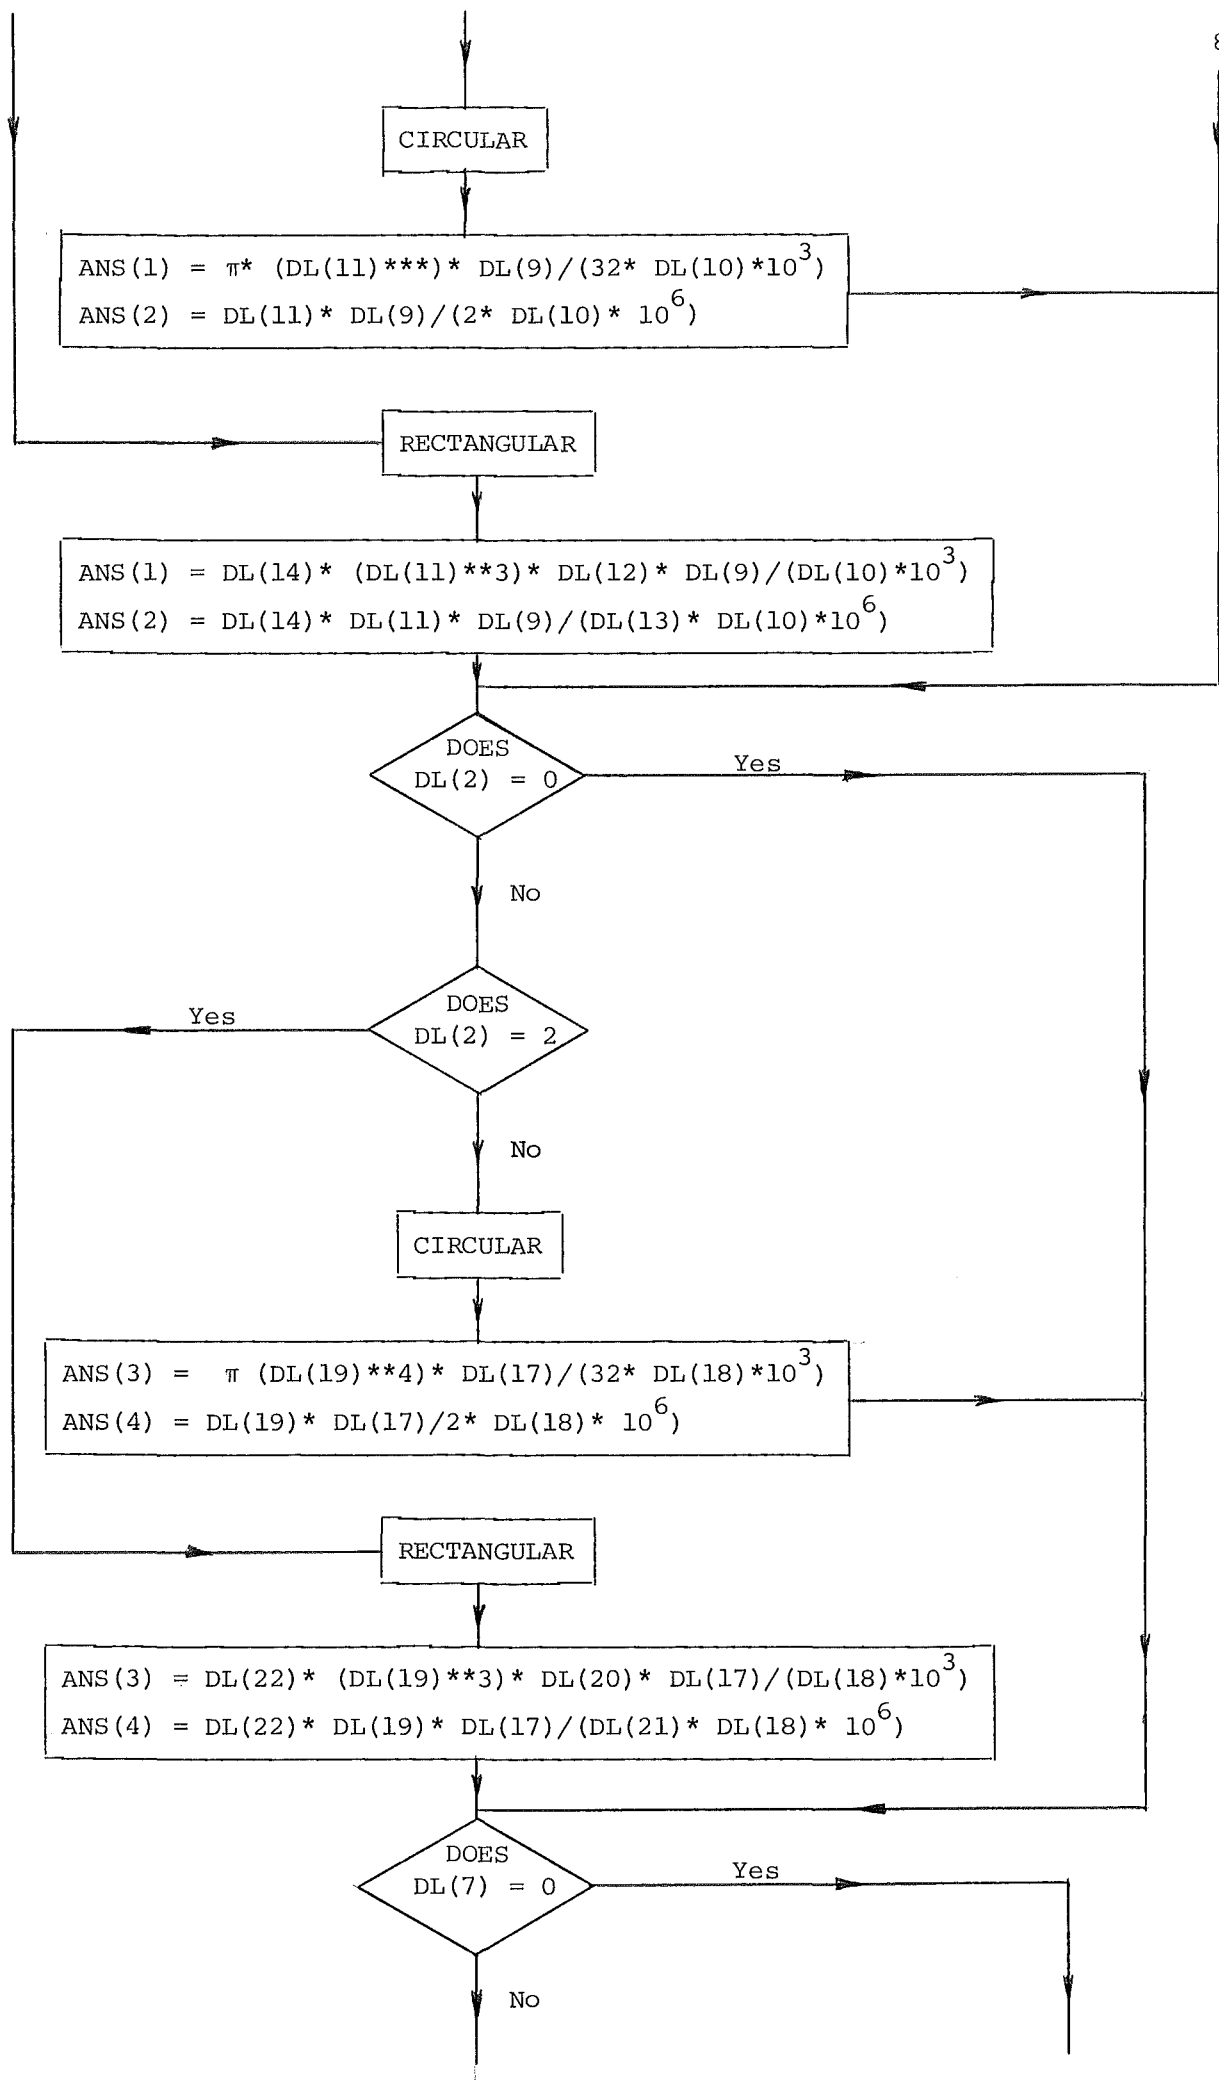 CIRCULAR
ANS(1) = π* (DL(11)***)* DL(9)/(32* DL(10)*10³)
ANS(2) = DL(11)* DL(9)/(2* DL(10)* 10⁶)
RECTANGULAR
ANS(1) = DL(14)* (DL(11)**3)* DL(12)* DL(9)/(DL(10)*10³)
ANS(2) = DL(14)* DL(11)* DL(9)/(DL(13)* DL(10)*10⁶)
DOES
DL(2) = 0
Yes
No
DOES
DL(2) = 2
Yes
No
CIRCULAR
ANS(3) = π (DL(19)**4)* DL(17)/(32* DL(18)*10³)
ANS(4) = DL(19)* DL(17)/2* DL(18)* 10⁶)
RECTANGULAR
ANS(3) = DL(22)* (DL(19)**3)* DL(20)* DL(17)/(DL(18)*10³)
ANS(4) = DL(22)* DL(19)* DL(17)/(DL(21)* DL(18)* 10⁶)
DOES
DL(7) = 0
Yes
No